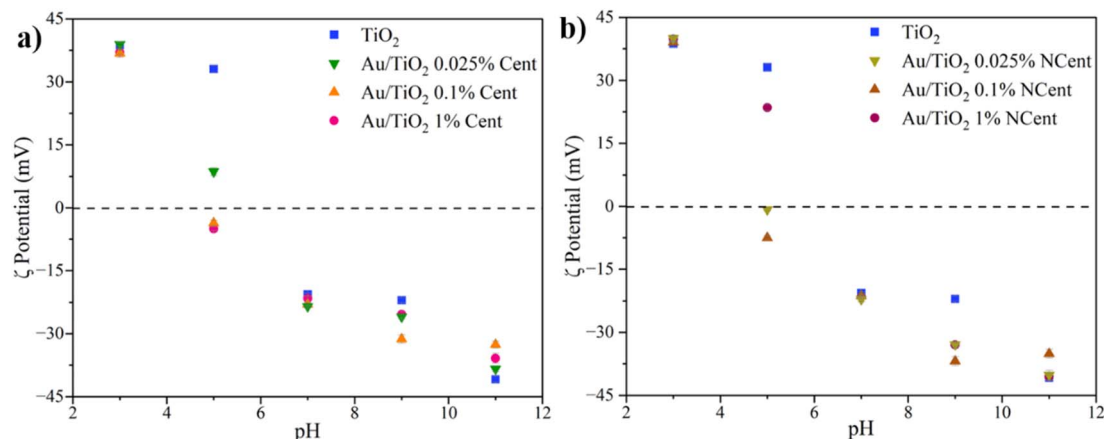 a)
TiO₂
Au/TiO₂ 0.025% Cent
Au/TiO₂ 0.1% Cent
Au/TiO₂ 1% Cent
45
30
15
0
−15
−30
−45
ζ Potential (mV)
2
4
6
8
10
12
pH
b)
TiO₂
Au/TiO₂ 0.025% NCent
Au/TiO₂ 0.1% NCent
Au/TiO₂ 1% NCent
45
30
15
0
−15
−30
−45
ζ Potential (mV)
2
4
6
8
10
12
pH